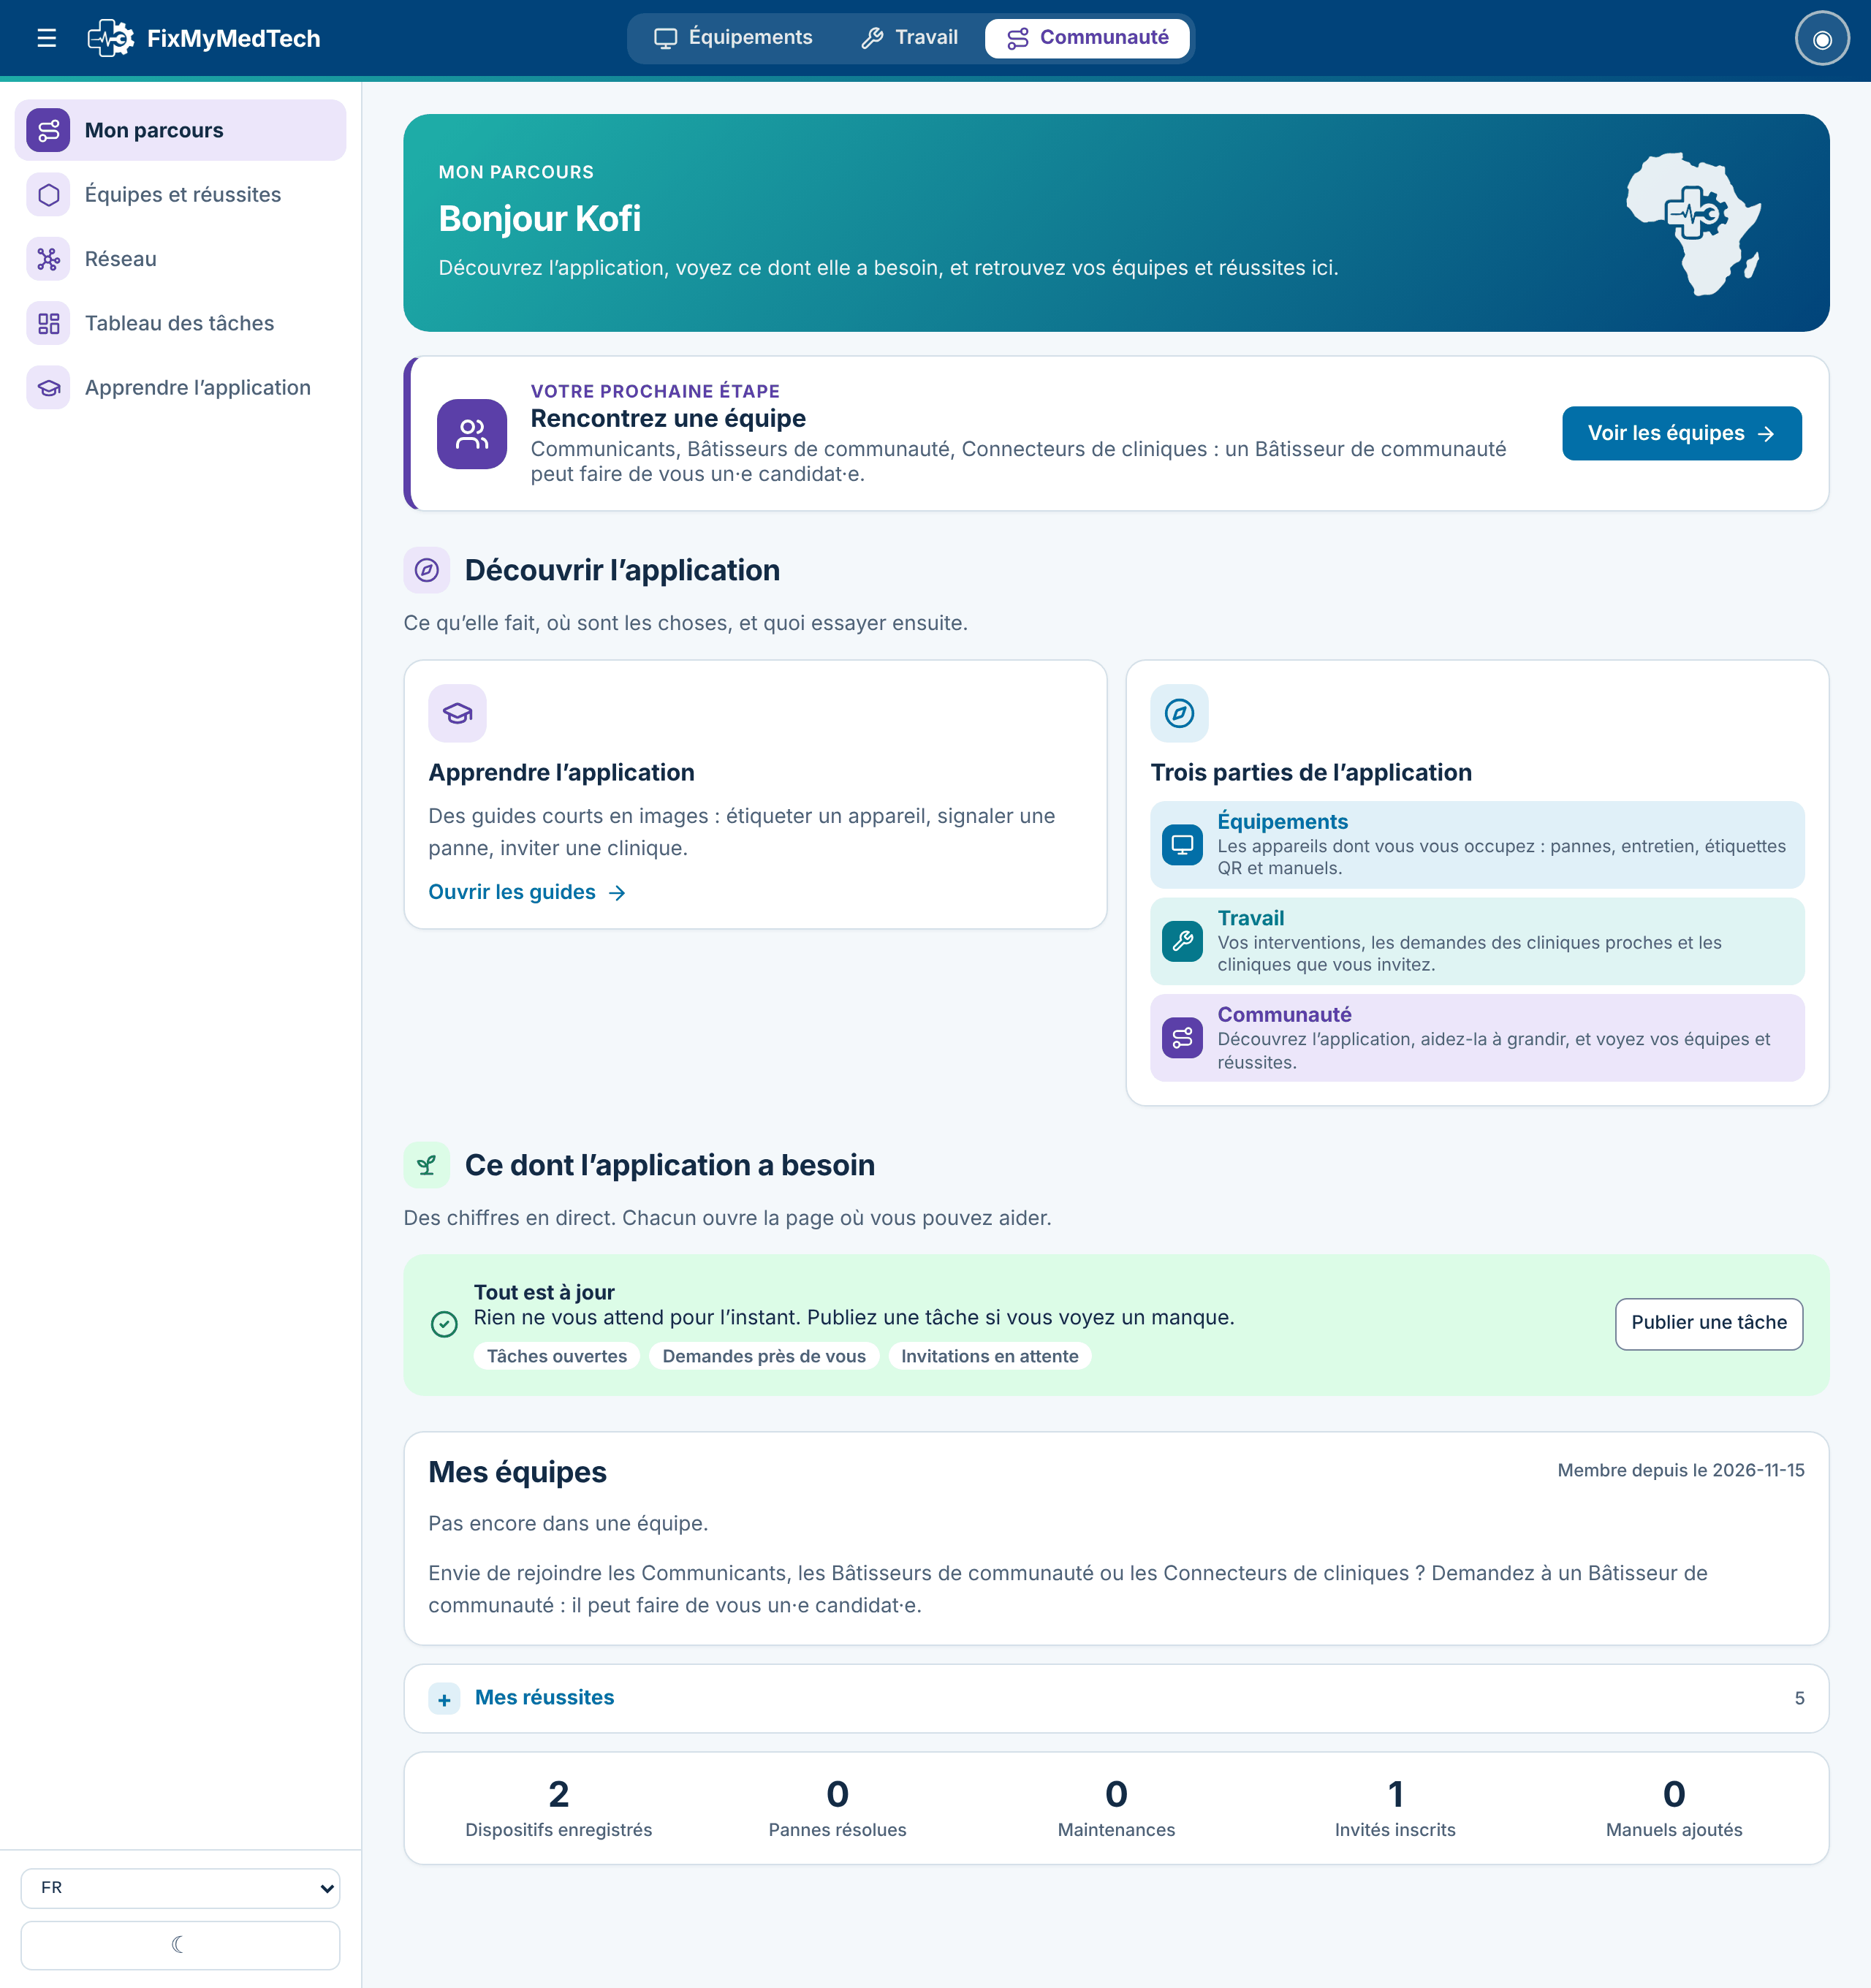 FixMyMedTech
Équipements
Travail
Communauté
Mon parcours
Équipes et réussites
Réseau
Tableau des tâches
Apprendre l’application
FR
MON PARCOURS
Bonjour Kofi
Découvrez l’application, voyez ce dont elle a besoin, et retrouvez vos équipes et réussites ici.
VOTRE PROCHAINE ÉTAPE
Rencontrez une équipe
Communicants, Bâtisseurs de communauté, Connecteurs de cliniques : un Bâtisseur de communauté
peut faire de vous un·e candidat·e.
Voir les équipes →
Découvrir l’application
Ce qu’elle fait, où sont les choses, et quoi essayer ensuite.
Apprendre l’application
Des guides courts en images : étiqueter un appareil, signaler une
panne, inviter une clinique.
Ouvrir les guides →
Trois parties de l’application
Équipements
Les appareils dont vous vous occupez : pannes, entretien, étiquettes
QR et manuels.
Travail
Vos interventions, les demandes des cliniques proches et les
cliniques que vous invitez.
Communauté
Découvrez l’application, aidez-la à grandir, et voyez vos équipes et
réussites.
Ce dont l’application a besoin
Des chiffres en direct. Chacun ouvre la page où vous pouvez aider.
Tout est à jour
Rien ne vous attend pour l’instant. Publiez une tâche si vous voyez un manque.
Tâches ouvertes
Demandes près de vous
Invitations en attente
Publier une tâche
Mes équipes
Membre depuis le 2026-11-15
Pas encore dans une équipe.
Envie de rejoindre les Communicants, les Bâtisseurs de communauté ou les Connecteurs de cliniques ? Demandez à un Bâtisseur de
communauté : il peut faire de vous un·e candidat·e.
+ Mes réussites
5
2
Dispositifs enregistrés
0
Pannes résolues
0
Maintenances
1
Invités inscrits
0
Manuels ajoutés